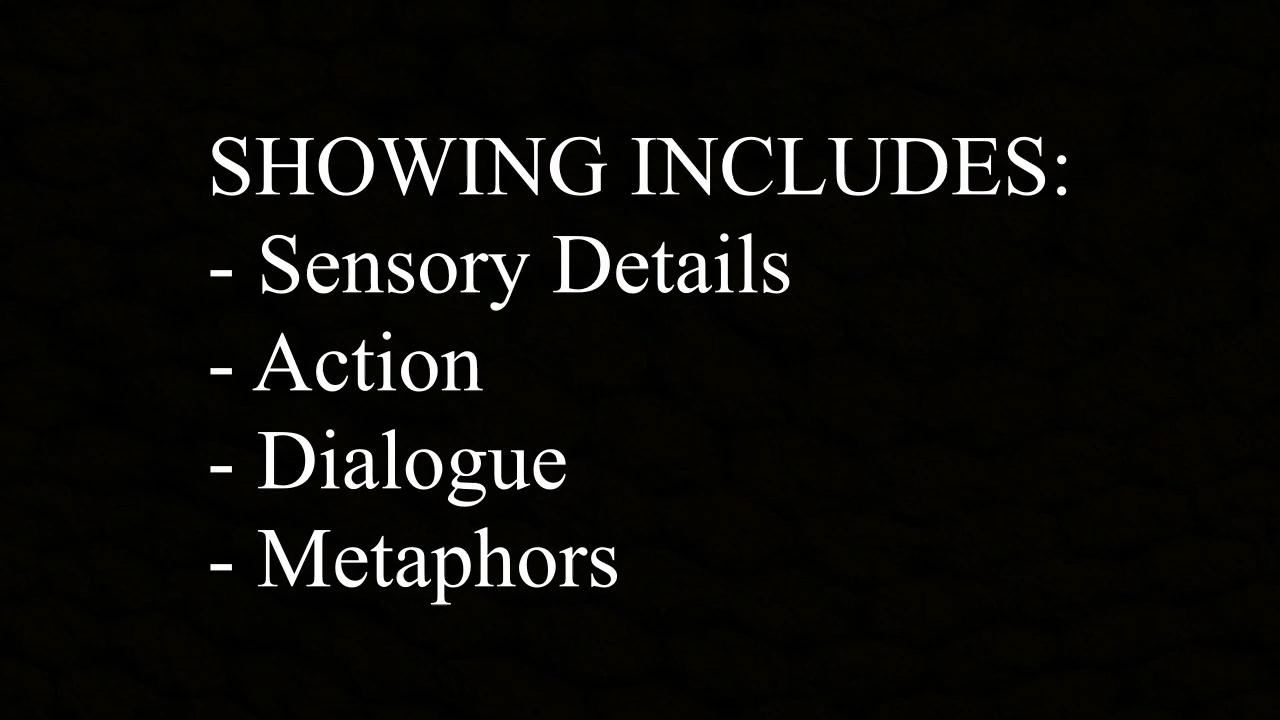 SHOWING INCLUDES:
- Sensory Details
- Action
- Dialogue
- Metaphors